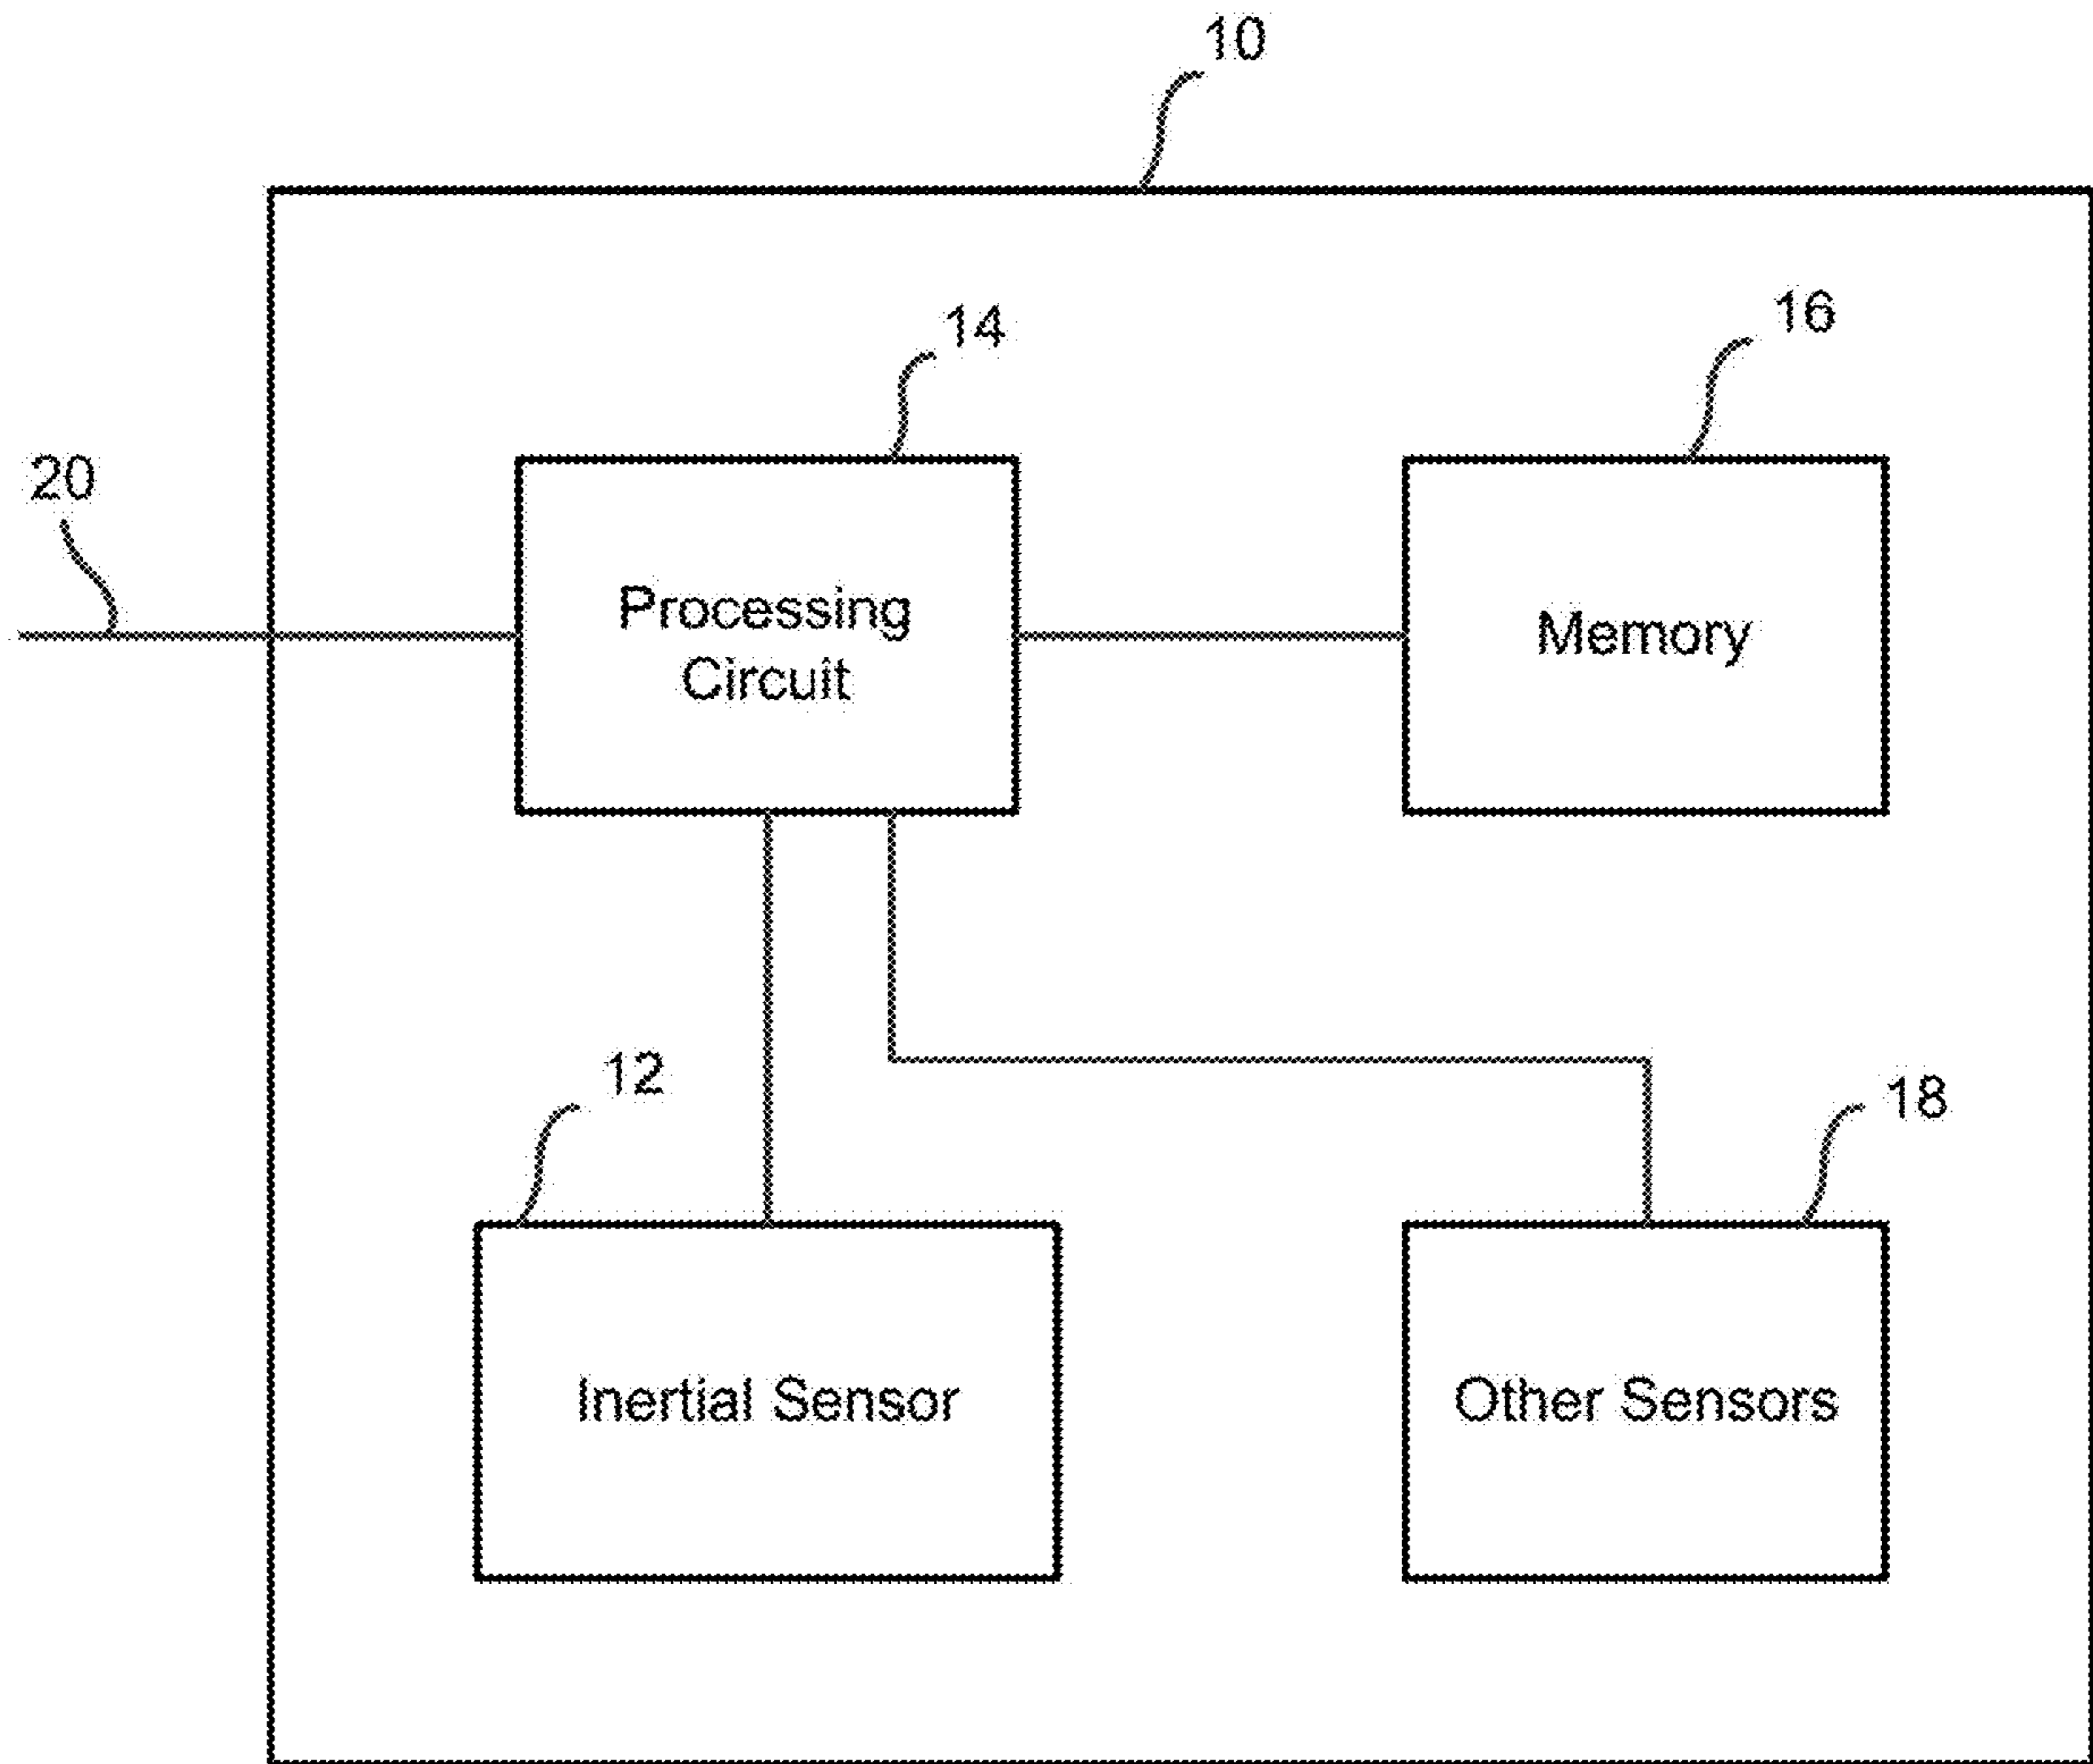 10
14
16
20
Processing
Circuit
Memory
12
18
Inertial Sensor
Other Sensors